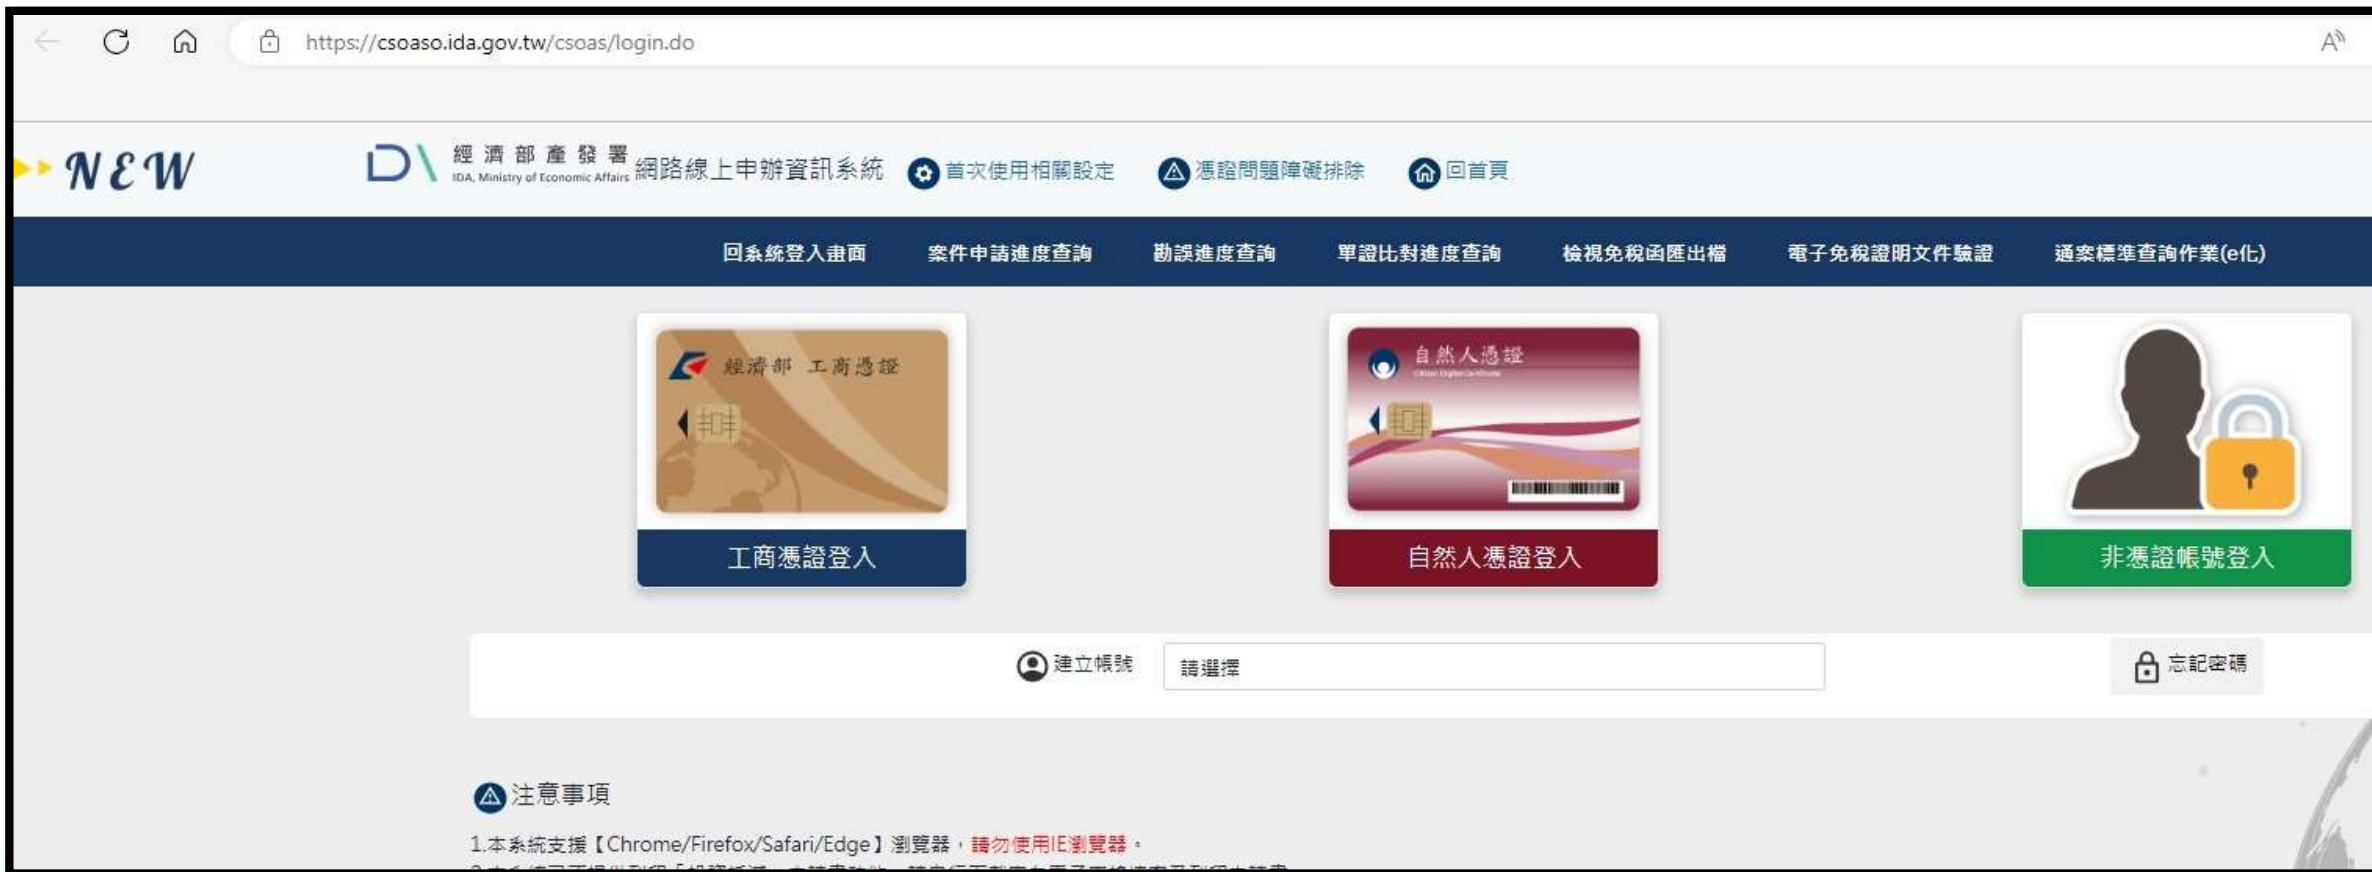 https://csoaso.ida.gov.tw/csoas/login.do
NEW
經濟部產發署
IDA, Ministry of Economic Affairs
網路線上申辦資訊系統
首次使用相關設定
憑證問題障礙排除
回首頁
回系統登入畫面 案件申請進度查詢 勘誤進度查詢 單證比對進度查詢 檢視免稅函匯出檔 電子免稅證明文件驗證 通案標準查詢作業(e化)
經濟部 工商憑證
自然人憑證
Citizen Digital Certificate
工商憑證登入
自然人憑證登入
非憑證帳號登入
建立帳號 請選擇 忘記密碼
注意事項
1.本系統支援【Chrome/Firefox/Safari/Edge】瀏覽器，請勿使用IE瀏覽器。